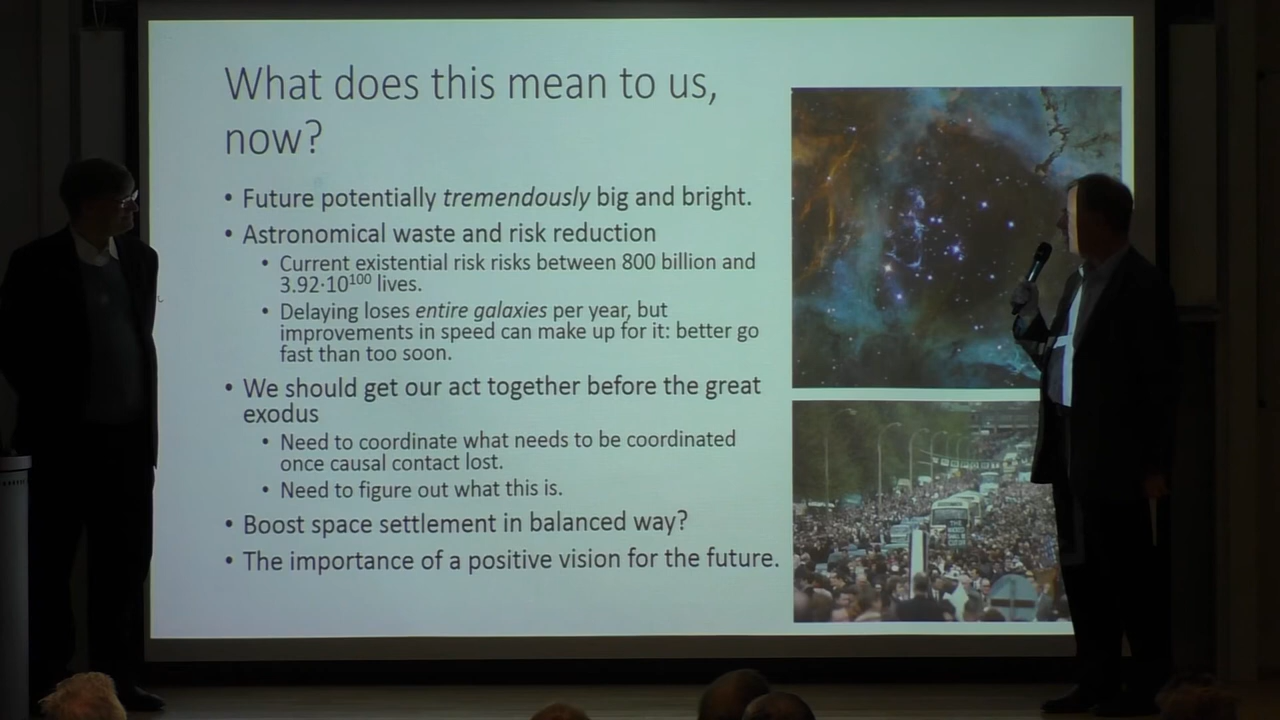 What does this mean to us,
now?
• Future potentially tremendously big and bright.
• Astronomical waste and risk reduction
• Current existential risk risks between 800 billion and
3.92·10¹⁰⁰ lives.
• Delaying loses entire galaxies per year, but
improvements in speed can make up for it: better go
fast than too soon.
• We should get our act together before the great
exodus
• Need to coordinate what needs to be coordinated
once causal contact lost.
• Need to figure out what this is.
• Boost space settlement in balanced way?
• The importance of a positive vision for the future.